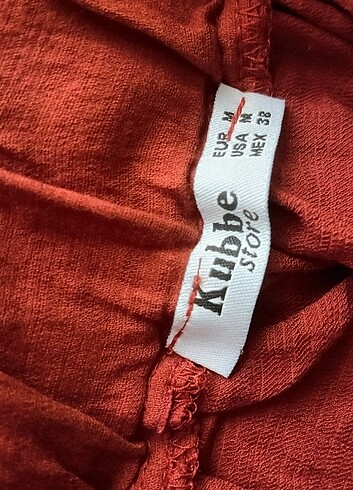 Kubbe
store
EUR M
USA M
MEX 38